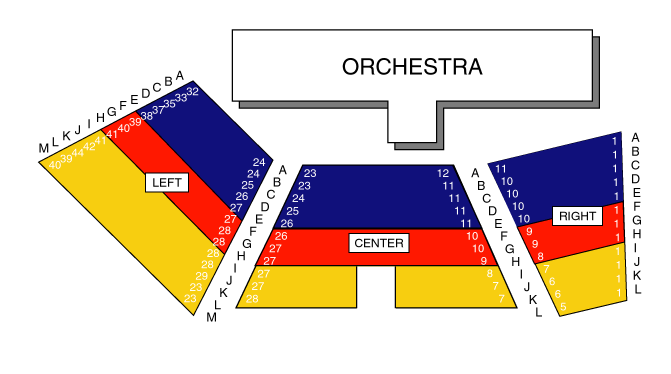 ORCHESTRA
M L K J I H G F E D C B A
40 39 44 42 41 41 40 39 38 37 35 33 32
LEFT
24
24
25
26
27
27
28
28
28
28
29
23
23
A
B
C
D
E
F
G
H
I
J
K
L
M
23 12
23 11
24 11
25 11
26 11
26 10
27 10
27 9
27 8
27 7
28 7
CENTER
A
B
C
D
E
F
G
H
I
J
K
L
11 1
10 1
10 1
10 1
10 1
9 1
9 1
8 1
7 1
6 1
6 1
5 1
RIGHT
A
B
C
D
E
F
G
H
I
J
K
L